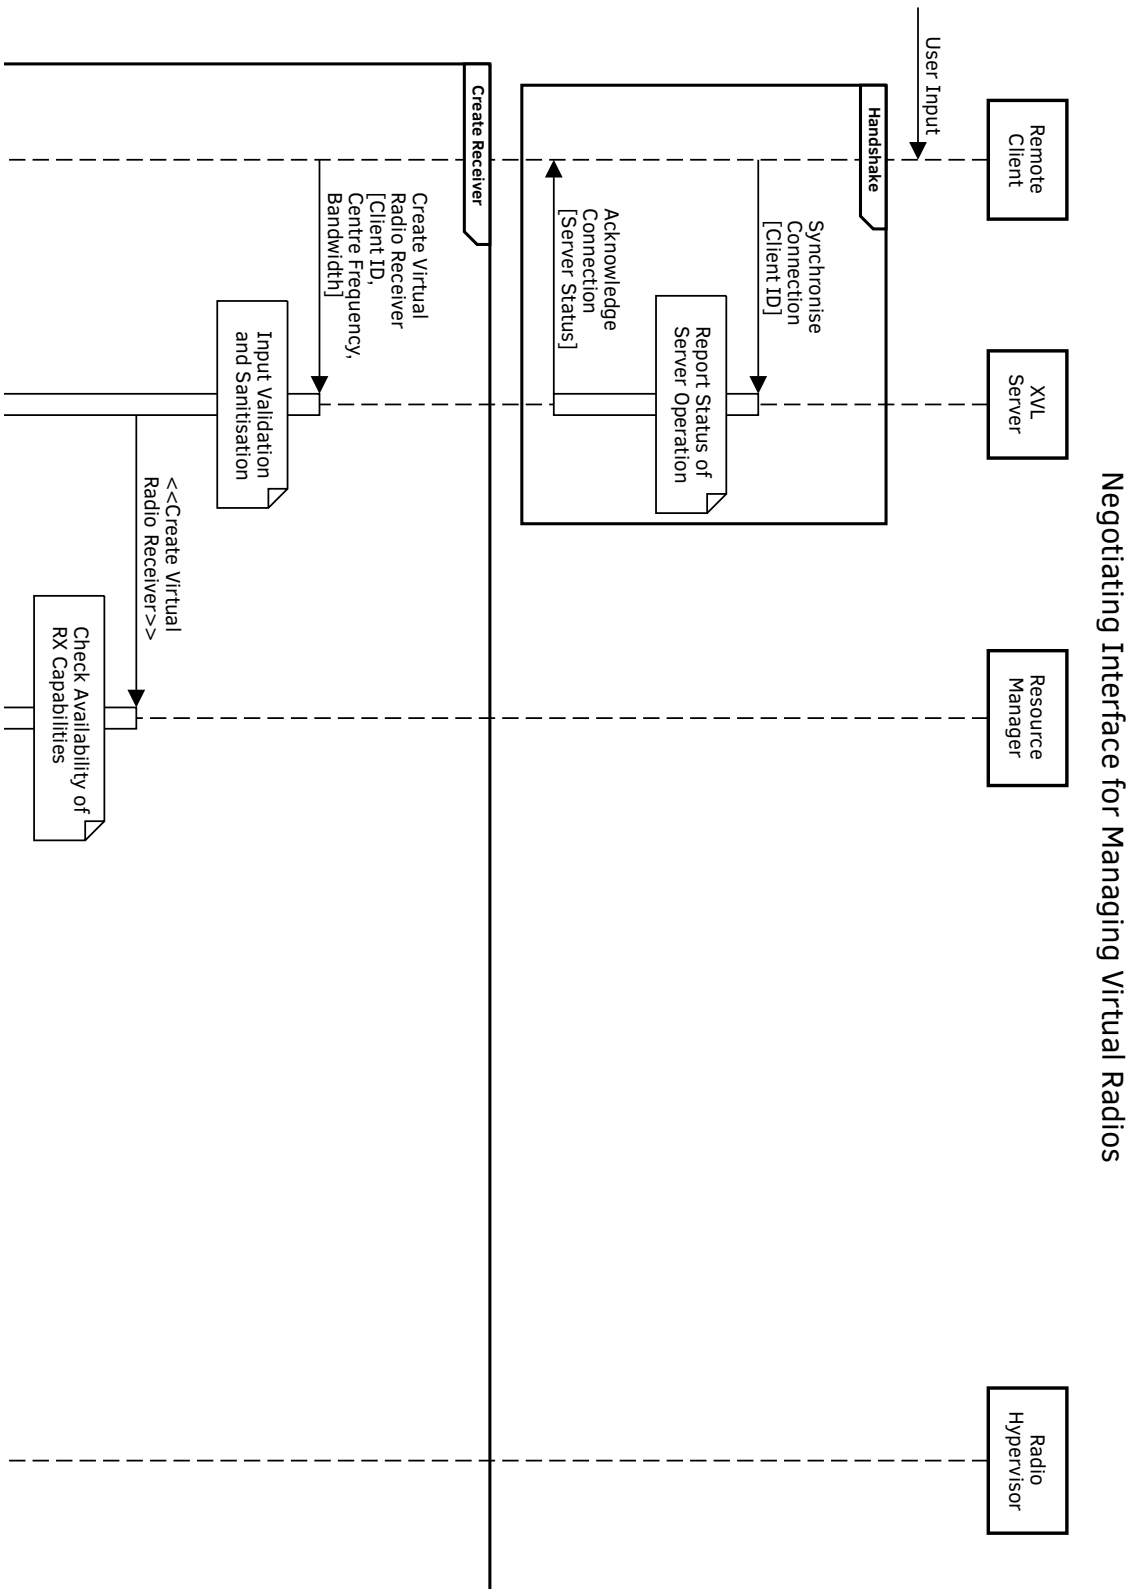 Negotiating Interface for Managing Virtual Radios
Remote
Client
XVL
Server
Resource
Manager
Radio
Hypervisor
User Input
Handshake
Synchronise
Connection
[Client ID]
Report Status of
Server Operation
Acknowledge
Connection
[Server Status]
Create Receiver
Create Virtual
Radio Receiver
[Client ID,
Centre Frequency,
Bandwidth]
Input Validation
and Sanitisation
<<Create Virtual
Radio Receiver>>
Check Availability of
RX Capabilities